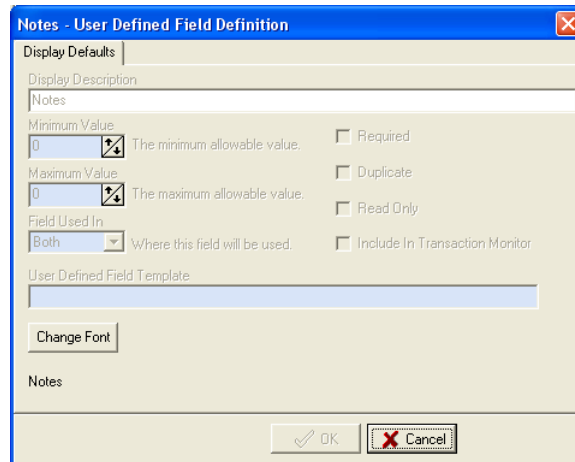 Notes - User Defined Field Definition
Display Defaults
Display Description
Notes
Minimum Value
0 The minimum allowable value.
Required
Maximum Value
Duplicate
0 The maximum allowable value.
Read Only
Field Used In
Both Where this field will be used.
Include In Transaction Monitor
User Defined Field Template
Change Font
Notes
OK Cancel